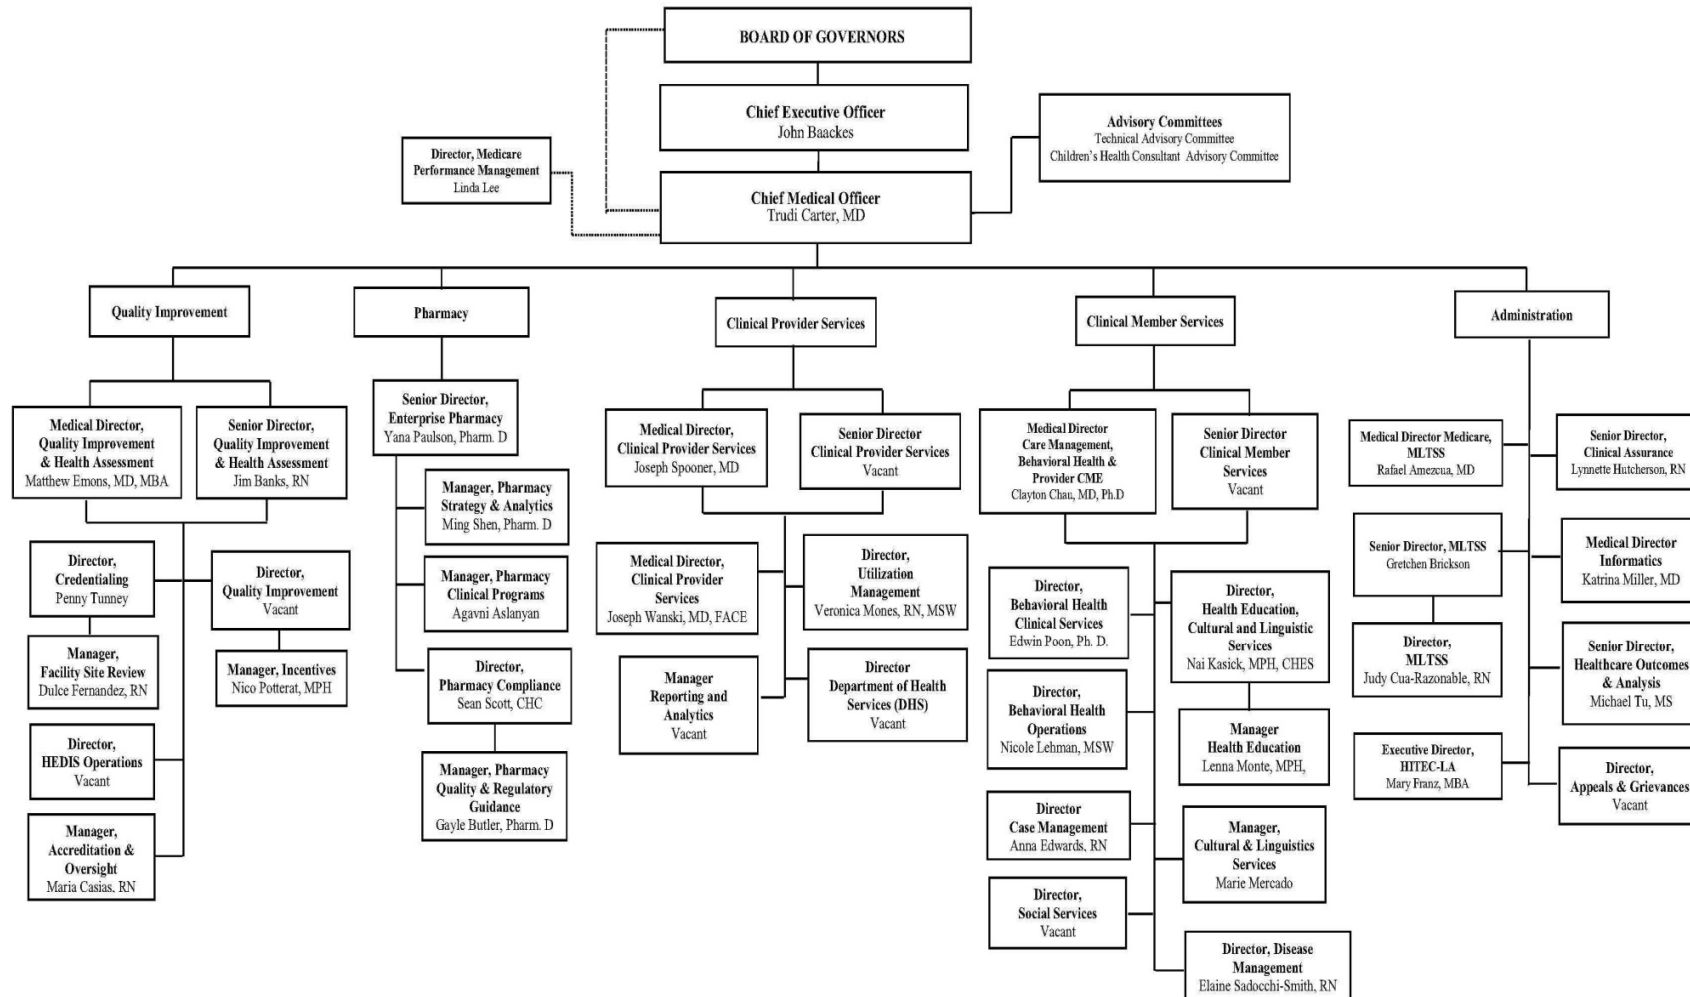 BOARD OF GOVERNORS
Chief Executive Officer
John Baackes
Advisory Committees
Technical Advisory Committee
Children's Health Consultant Advisory Committee
Director, Medicare
Performance Management
Linda Lee
Chief Medical Officer
Trudi Carter, MD
Quality Improvement
Pharmacy
Clinical Provider Services
Clinical Member Services
Administration
Medical Director,
Quality Improvement
& Health Assessment
Matthew Emons, MD, MBA
Senior Director,
Quality Improvement
& Health Assessment
Jim Banks, RN
Director,
Credentialing
Penny Tunney
Director,
Quality Improvement
Vacant
Manager,
Facility Site Review
Dulce Fernandez, RN
Manager, Incentives
Nico Potterat, MPH
Director,
HEDIS Operations
Vacant
Manager,
Accreditation &
Oversight
Maria Casias, RN
Senior Director,
Enterprise Pharmacy
Yana Paulson, Pharm. D
Manager, Pharmacy
Strategy & Analytics
Ming Shen, Pharm. D
Manager, Pharmacy
Clinical Programs
Agavni Aslanyan
Director,
Pharmacy Compliance
Sean Scott, CHC
Manager, Pharmacy
Quality & Regulatory
Guidance
Gayle Butler, Pharm. D
Medical Director,
Clinical Provider Services
Joseph Spooner, MD
Senior Director
Clinical Provider Services
Vacant
Medical Director,
Clinical Provider
Services
Joseph Wanski, MD, FACE
Director,
Utilization
Management
Veronica Mones, RN, MSW
Manager
Reporting and
Analytics
Vacant
Director
Department of Health
Services (DHS)
Vacant
Medical Director
Care Management,
Behavioral Health &
Provider CME
Clayton Chau, MD, Ph.D
Senior Director
Clinical Member
Services
Vacant
Director,
Behavioral Health
Clinical Services
Edwin Poon, Ph. D.
Director,
Health Education,
Cultural and Linguistic
Services
Nai Kasick, MPH, CHES
Director,
Behavioral Health
Operations
Nicole Lehman, MSW
Manager
Health Education
Lenna Monte, MPH,
Director
Case Management
Anna Edwards, RN
Manager,
Cultural & Linguistics
Services
Marie Mercado
Director,
Social Services
Vacant
Director, Disease
Management
Elaine Sadocchi-Smith, RN
Medical Director Medicare,
MLTSS
Rafael Amezcua, MD
Senior Director,
Clinical Assurance
Lynnette Hutcherson, RN
Senior Director, MLTSS
Gretchen Brickson
Medical Director
Informatics
Katrina Miller, MD
Director,
MLTSS
Judy Cua-Razonable, RN
Senior Director,
Healthcare Outcomes
& Analysis
Michael Tu, MS
Executive Director,
HITEC-LA
Mary Franz, MBA
Director,
Appeals & Grievances
Vacant